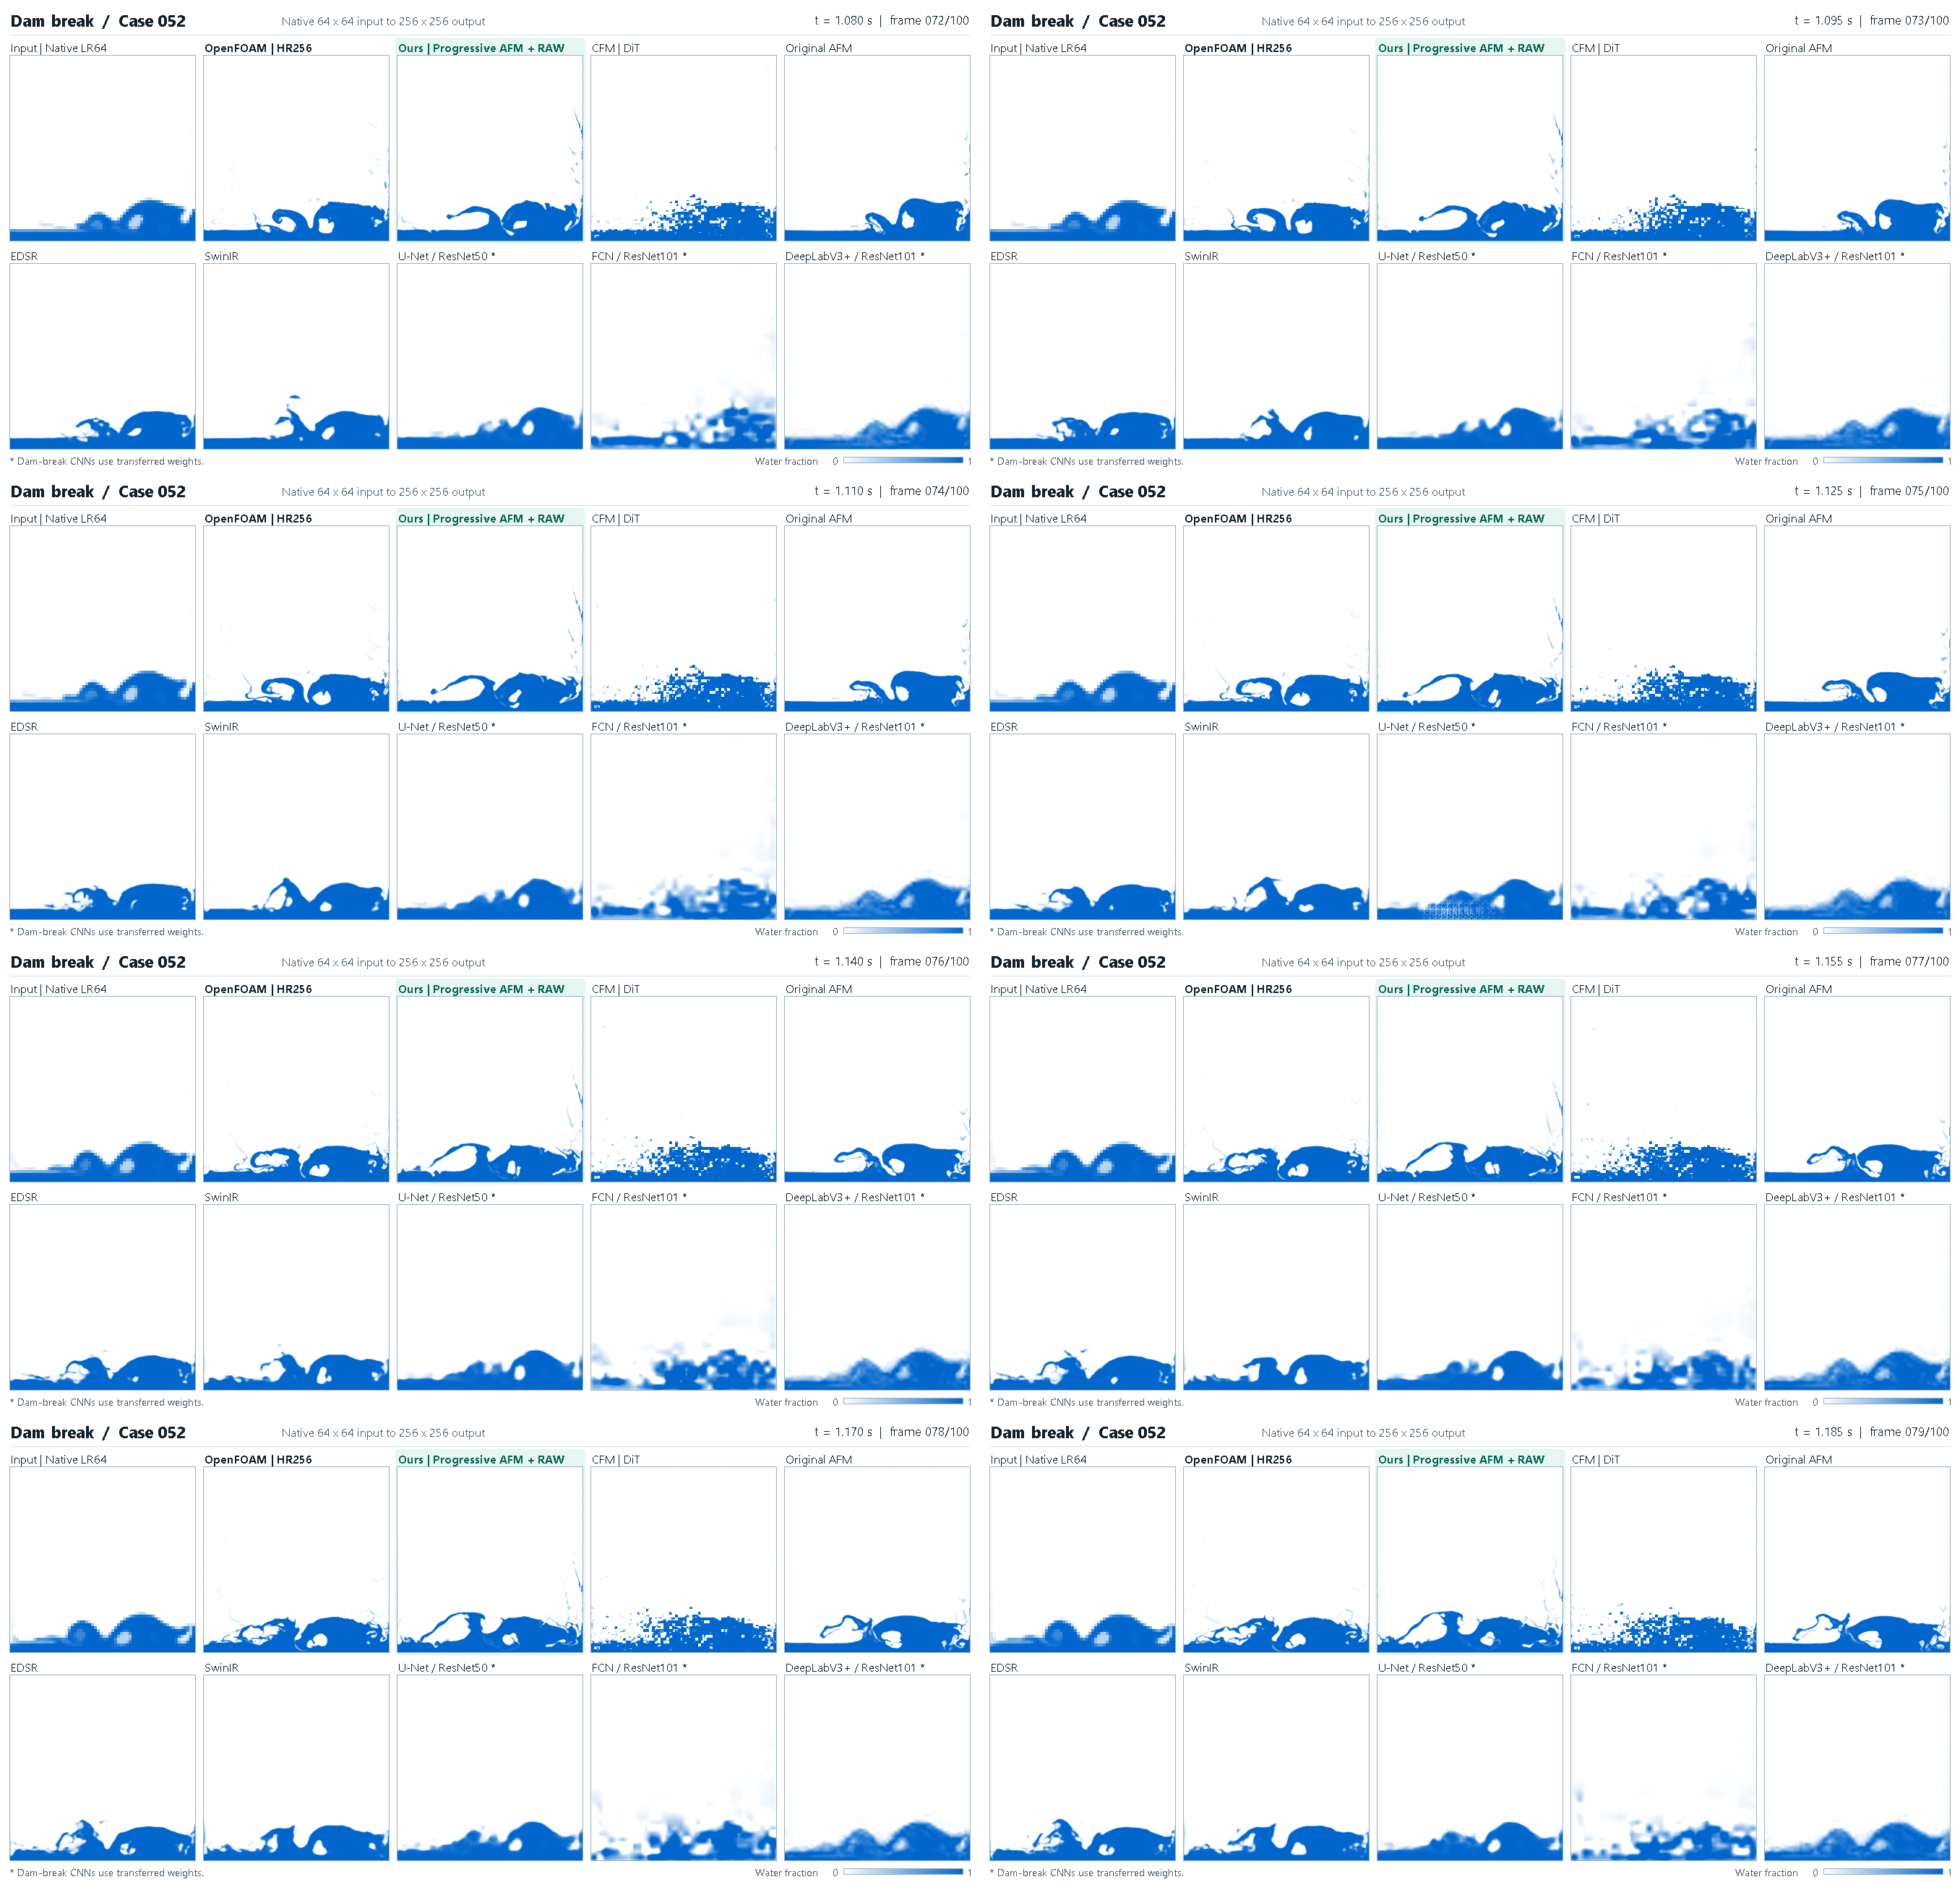 Dam break / Case 052 Native 64 x 64 input to 256 x 256 output t = 1.080 s | frame 072/100
Input | Native LR64 OpenFOAM | HR256 Ours | Progressive AFM + RAW CFM | DiT Original AFM
EDSR SwinIR U-Net / ResNet50 * FCN / ResNet101 * DeepLabV3+ / ResNet101 *
* Dam-break CNNs use transferred weights. Water fraction 0 1
Dam break / Case 052 Native 64 x 64 input to 256 x 256 output t = 1.095 s | frame 073/100
Input | Native LR64 OpenFOAM | HR256 Ours | Progressive AFM + RAW CFM | DiT Original AFM
EDSR SwinIR U-Net / ResNet50 * FCN / ResNet101 * DeepLabV3+ / ResNet101 *
* Dam-break CNNs use transferred weights. Water fraction 0 1
Dam break / Case 052 Native 64 x 64 input to 256 x 256 output t = 1.110 s | frame 074/100
Input | Native LR64 OpenFOAM | HR256 Ours | Progressive AFM + RAW CFM | DiT Original AFM
EDSR SwinIR U-Net / ResNet50 * FCN / ResNet101 * DeepLabV3+ / ResNet101 *
* Dam-break CNNs use transferred weights. Water fraction 0 1
Dam break / Case 052 Native 64 x 64 input to 256 x 256 output t = 1.125 s | frame 075/100
Input | Native LR64 OpenFOAM | HR256 Ours | Progressive AFM + RAW CFM | DiT Original AFM
EDSR SwinIR U-Net / ResNet50 * FCN / ResNet101 * DeepLabV3+ / ResNet101 *
* Dam-break CNNs use transferred weights. Water fraction 0 1
Dam break / Case 052 Native 64 x 64 input to 256 x 256 output t = 1.140 s | frame 076/100
Input | Native LR64 OpenFOAM | HR256 Ours | Progressive AFM + RAW CFM | DiT Original AFM
EDSR SwinIR U-Net / ResNet50 * FCN / ResNet101 * DeepLabV3+ / ResNet101 *
* Dam-break CNNs use transferred weights. Water fraction 0 1
Dam break / Case 052 Native 64 x 64 input to 256 x 256 output t = 1.155 s | frame 077/100
Input | Native LR64 OpenFOAM | HR256 Ours | Progressive AFM + RAW CFM | DiT Original AFM
EDSR SwinIR U-Net / ResNet50 * FCN / ResNet101 * DeepLabV3+ / ResNet101 *
* Dam-break CNNs use transferred weights. Water fraction 0 1
Dam break / Case 052 Native 64 x 64 input to 256 x 256 output t = 1.170 s | frame 078/100
Input | Native LR64 OpenFOAM | HR256 Ours | Progressive AFM + RAW CFM | DiT Original AFM
EDSR SwinIR U-Net / ResNet50 * FCN / ResNet101 * DeepLabV3+ / ResNet101 *
* Dam-break CNNs use transferred weights. Water fraction 0 1
Dam break / Case 052 Native 64 x 64 input to 256 x 256 output t = 1.185 s | frame 079/100
Input | Native LR64 OpenFOAM | HR256 Ours | Progressive AFM + RAW CFM | DiT Original AFM
EDSR SwinIR U-Net / ResNet50 * FCN / ResNet101 * DeepLabV3+ / ResNet101 *
* Dam-break CNNs use transferred weights. Water fraction 0 1